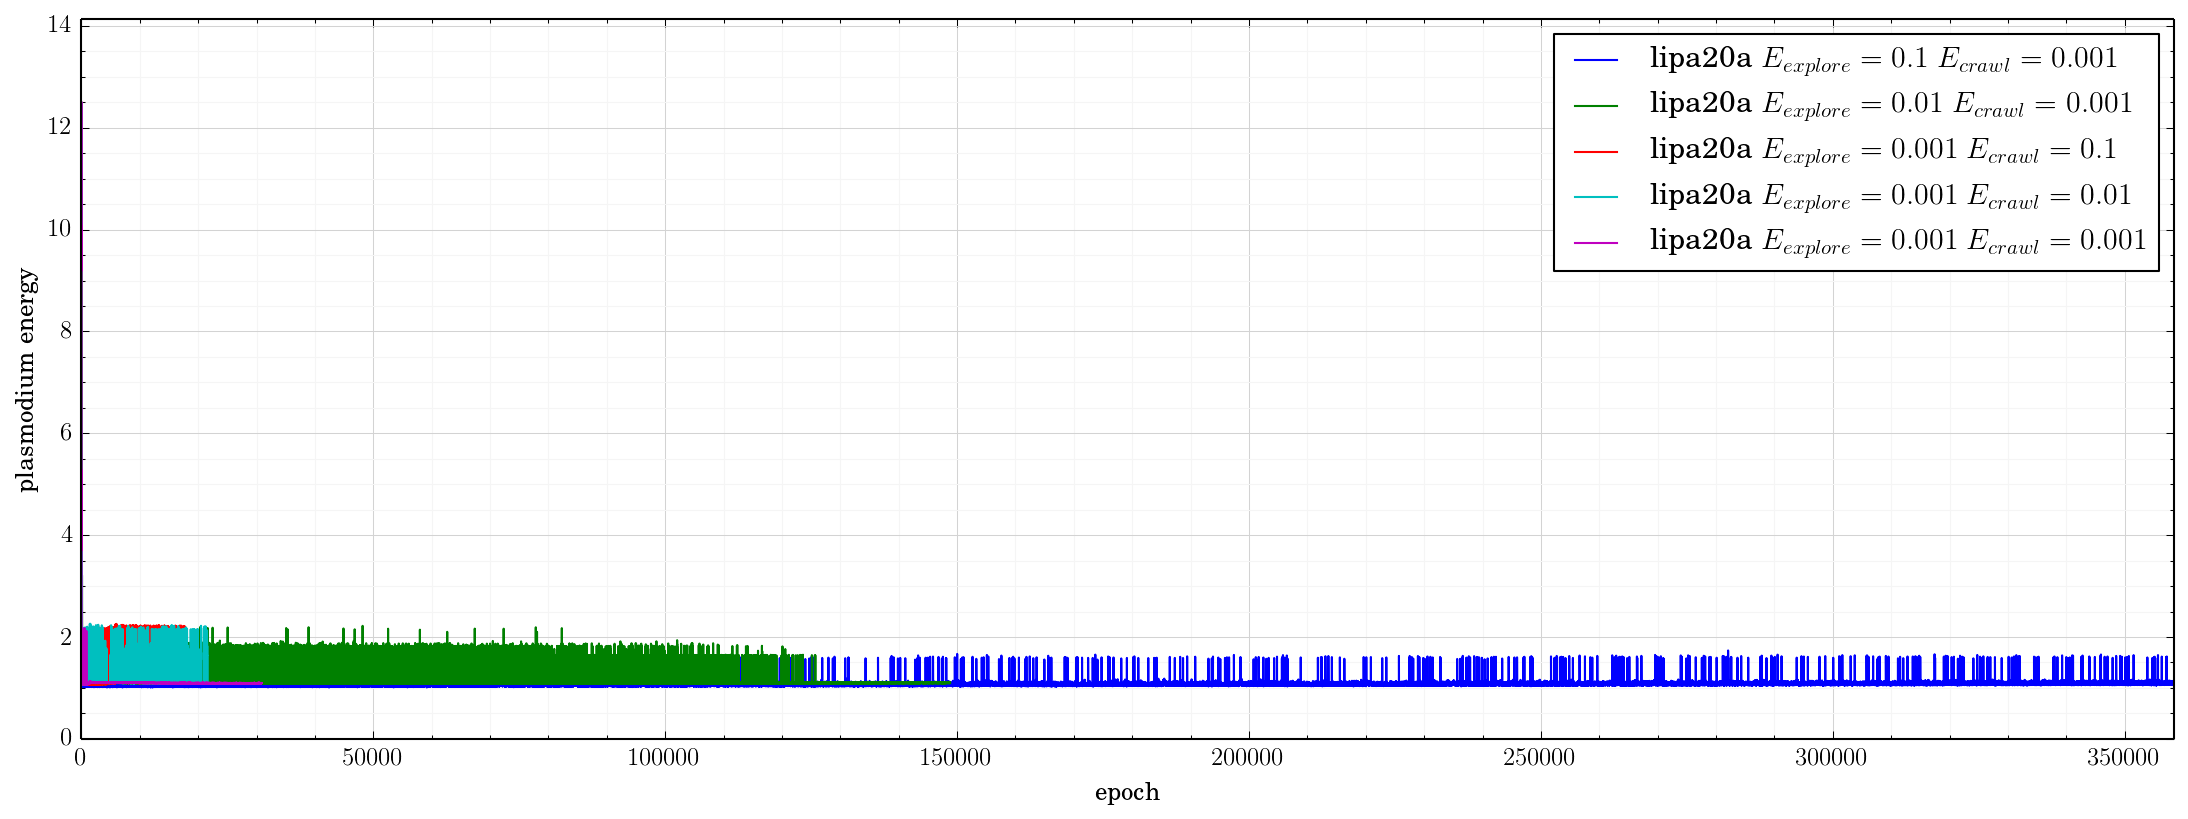 14
12
10
8
6
4
2
0
plasmodium energy
lipa20a E_explore = 0.1 E_crawl = 0.001
lipa20a E_explore = 0.01 E_crawl = 0.001
lipa20a E_explore = 0.001 E_crawl = 0.1
lipa20a E_explore = 0.001 E_crawl = 0.01
lipa20a E_explore = 0.001 E_crawl = 0.001
0 50000 100000 150000 200000 250000 300000 350000
epoch